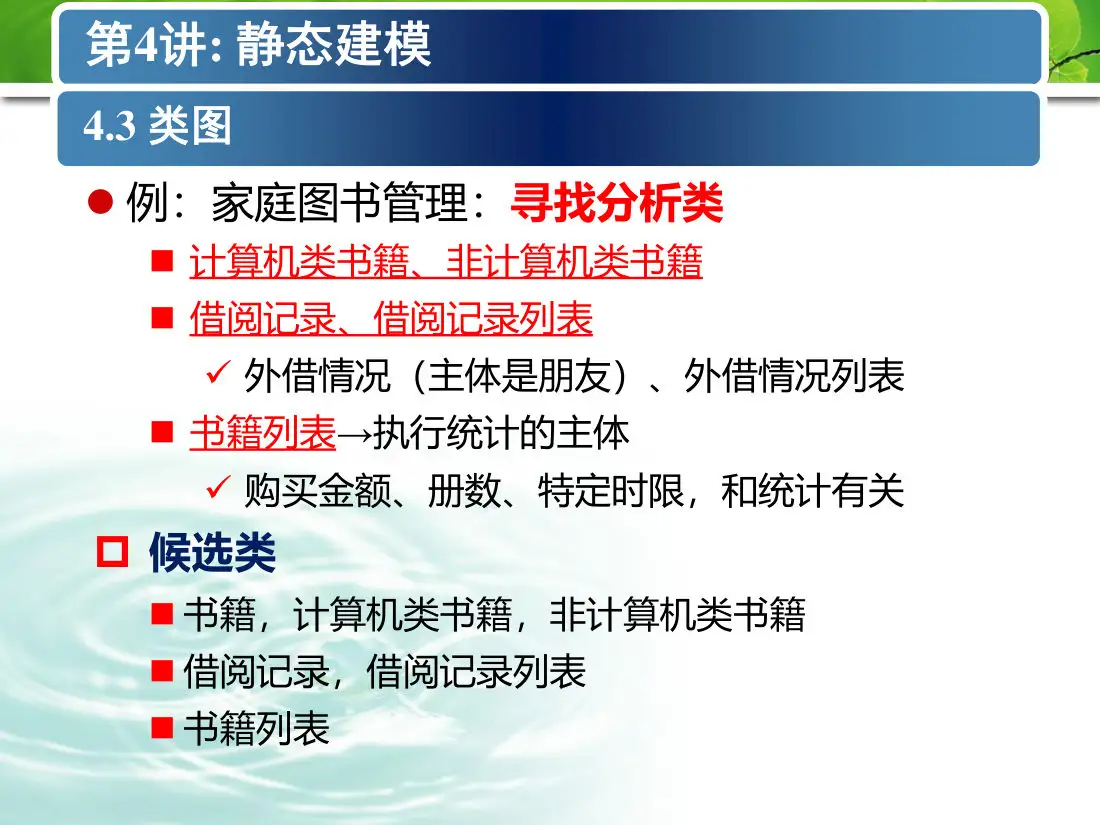 第4讲: 静态建模
4.3 类图
例：家庭图书管理：寻找分析类
计算机类书籍、非计算机类书籍
借阅记录、借阅记录列表
外借情况（主体是朋友）、外借情况列表
书籍列表→执行统计的主体
购买金额、册数、特定时限，和统计有关
候选类
书籍，计算机类书籍，非计算机类书籍
借阅记录，借阅记录列表
书籍列表